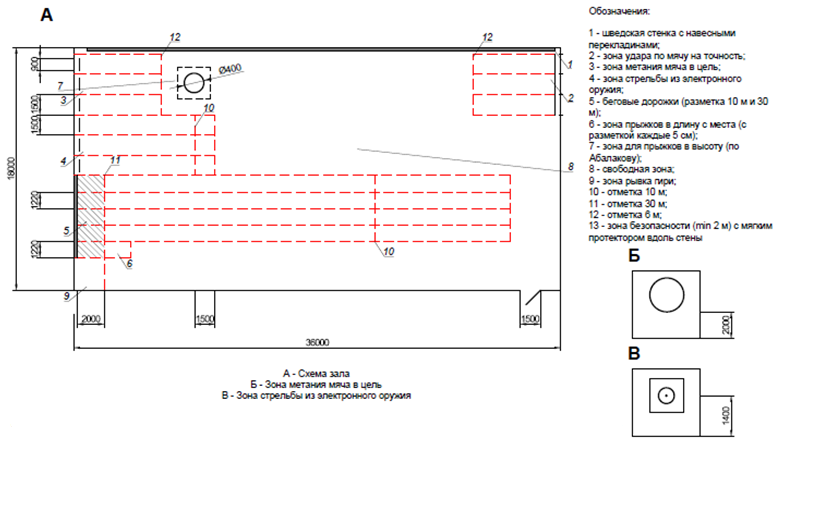 А
Обозначения:
1 - шведская стенка с навесными
перекладинами;
2 - зона удара по мячу на точность;
3 - зона метания мяча в цель;
4 - зона стрельбы из электронного
оружия;
5 - беговые дорожки (разметка 10 м и 30
м);
6 - зона прыжков в длину с места (с
разметкой каждые 5 см);
7 - зона для прыжков в высоту (по
Абалакову);
8 - свободная зона;
9 - зона рывка гири;
10 - отметка 10 м;
11 - отметка 30 м;
12 - отметка 6 м;
13 - зона безопасности (min 2 м) с мягким
протектором вдоль стены
12
12
1
Ø400
7
2
3
10
1500
1500
4
11
8
18000
1220
5
10
1220
6
9
2000
1500
1500
36000
А - Схема зала
Б - Зона метания мяча в цель
В - Зона стрельбы из электронного оружия
Б
2000
В
1400